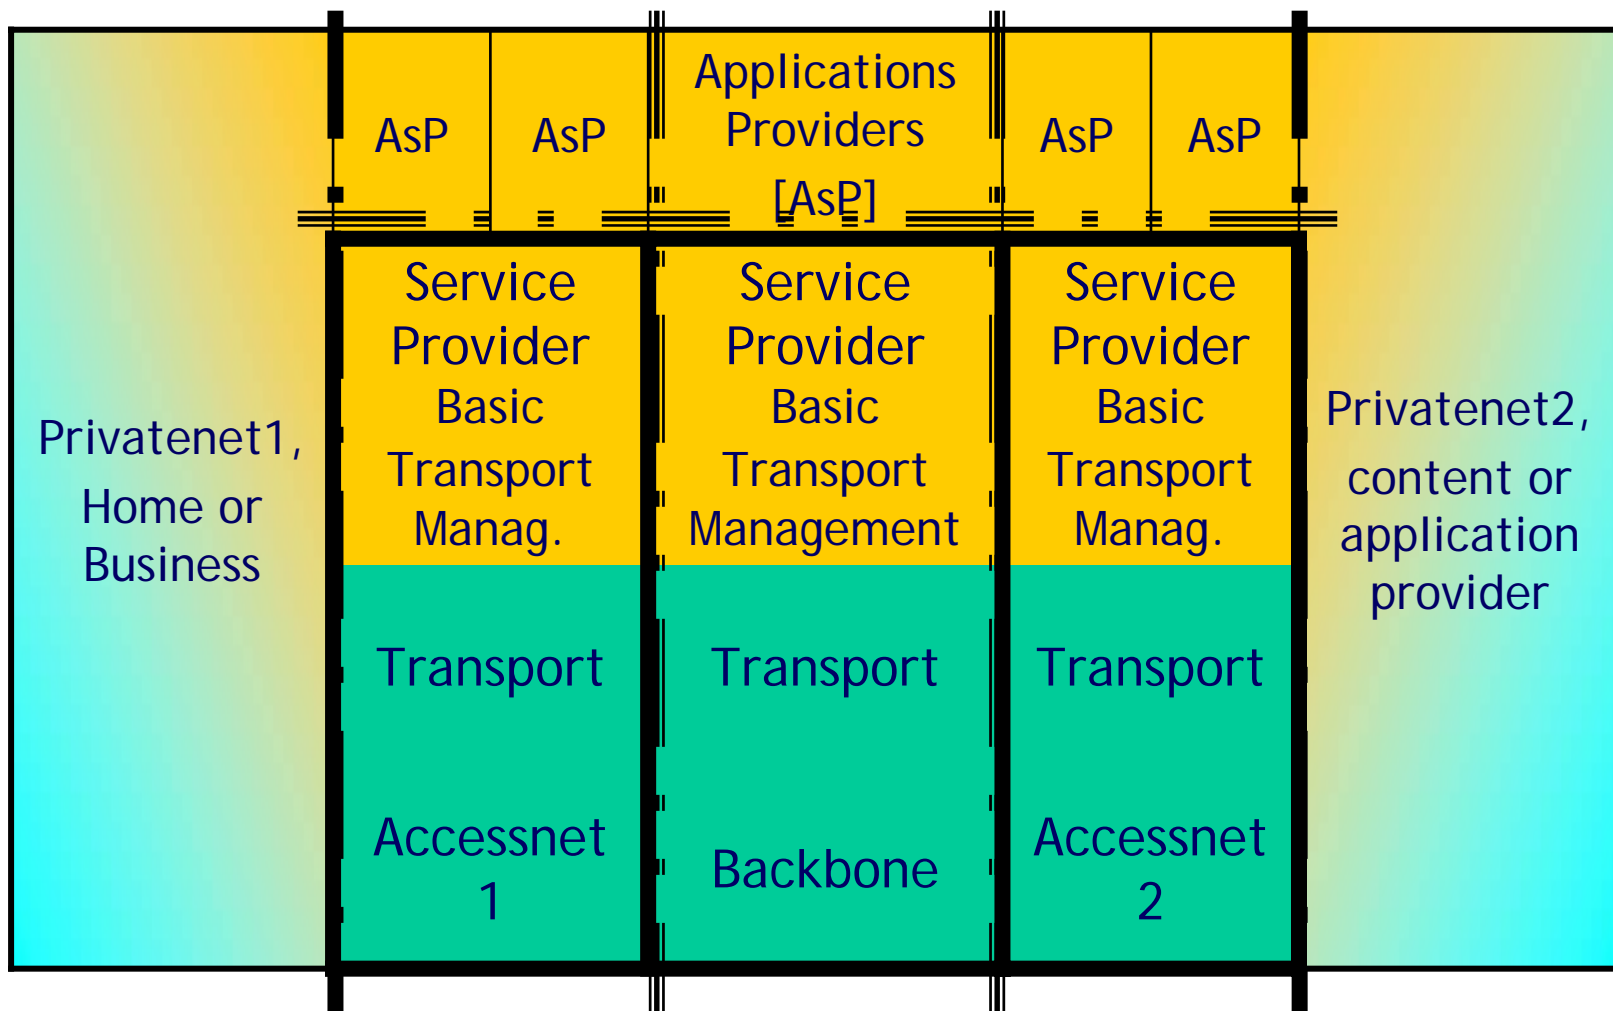 Privatenet1,
Home or
Business
AsP
AsP
Applications
Providers
[AsP]
AsP
AsP
Service
Provider
Basic
Transport
Manag.
Service
Provider
Basic
Transport
Management
Service
Provider
Basic
Transport
Manag.
Transport
Transport
Transport
Accessnet
1
Backbone
Accessnet
2
Privatenet2,
content or
application
provider